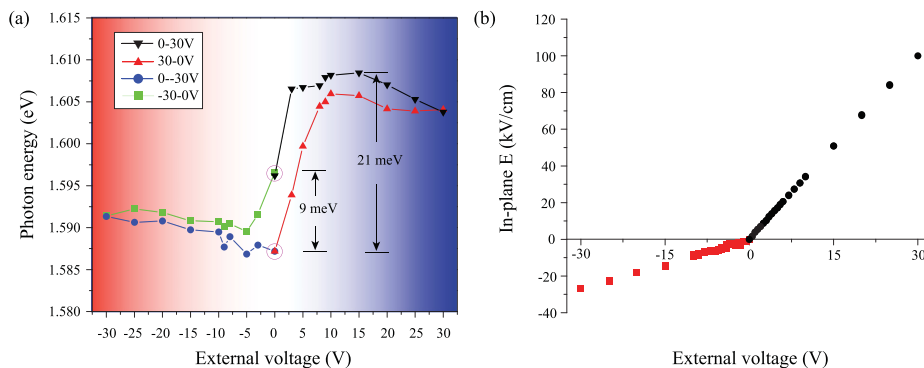 (a)
1.615
1.610
1.605
1.595
1.590
1.585
1.580
Photon energy (eV)
0-30V
30-0V
0--30V
-30-0V
21 meV
9 meV
-30 -25 -20 -15 -10 -5 0 5 10 15 20 25 30
External voltage (V)
(b)
120
100
80
60
40
20
0
-20
-40
In-plane E (kV/cm)
-30 -15 0 15 30
External voltage (V)